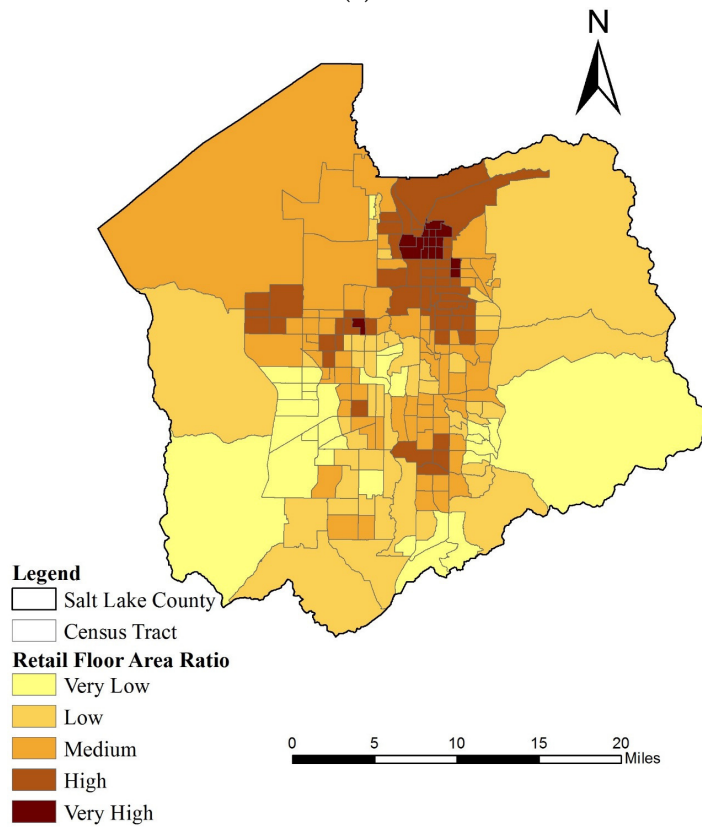 N
Legend
Salt Lake County
Census Tract
Retail Floor Area Ratio
Very Low
Low
Medium
High
Very High
0 5 10 15 20
Miles